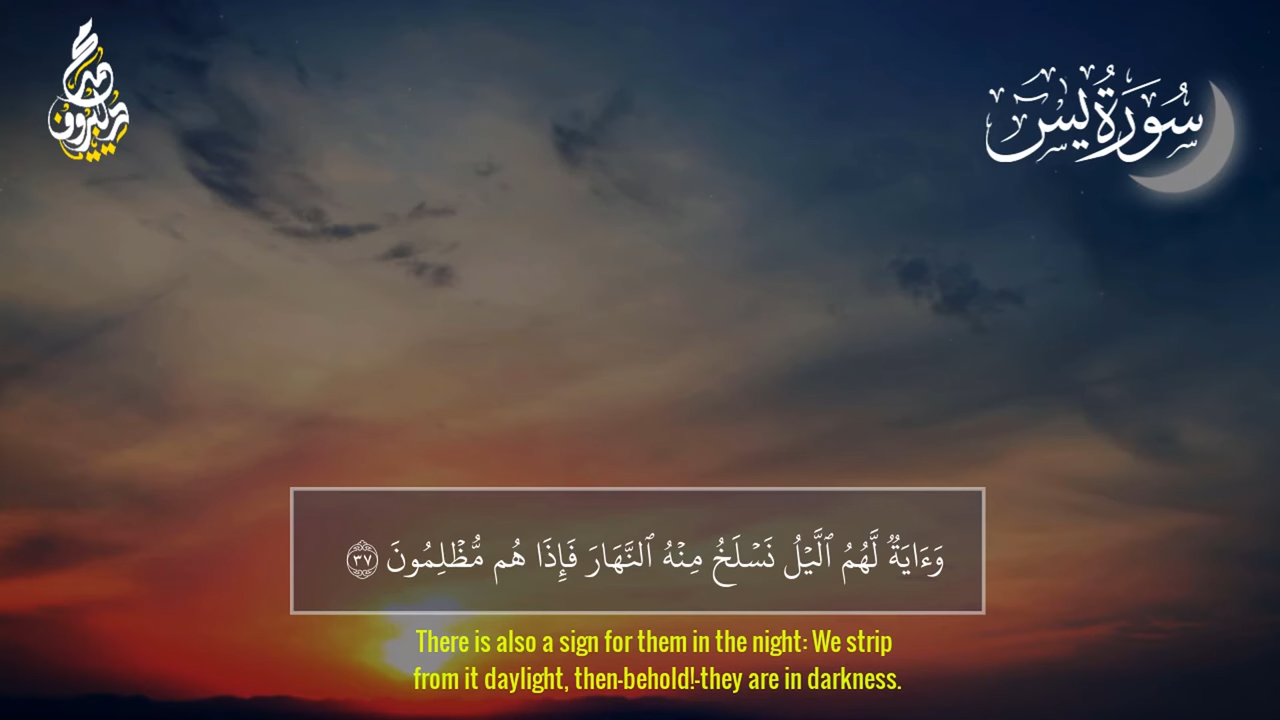 سُورَةُ يس
وَءَايَةٌ لَّهُمُ ٱلَّيْلُ نَسْلَخُ مِنْهُ ٱلنَّهَارَ فَإِذَا هُم مُّظْلِمُونَ ٣٧
There is also a sign for them in the night: We strip
from it daylight, then-behold!-they are in darkness.